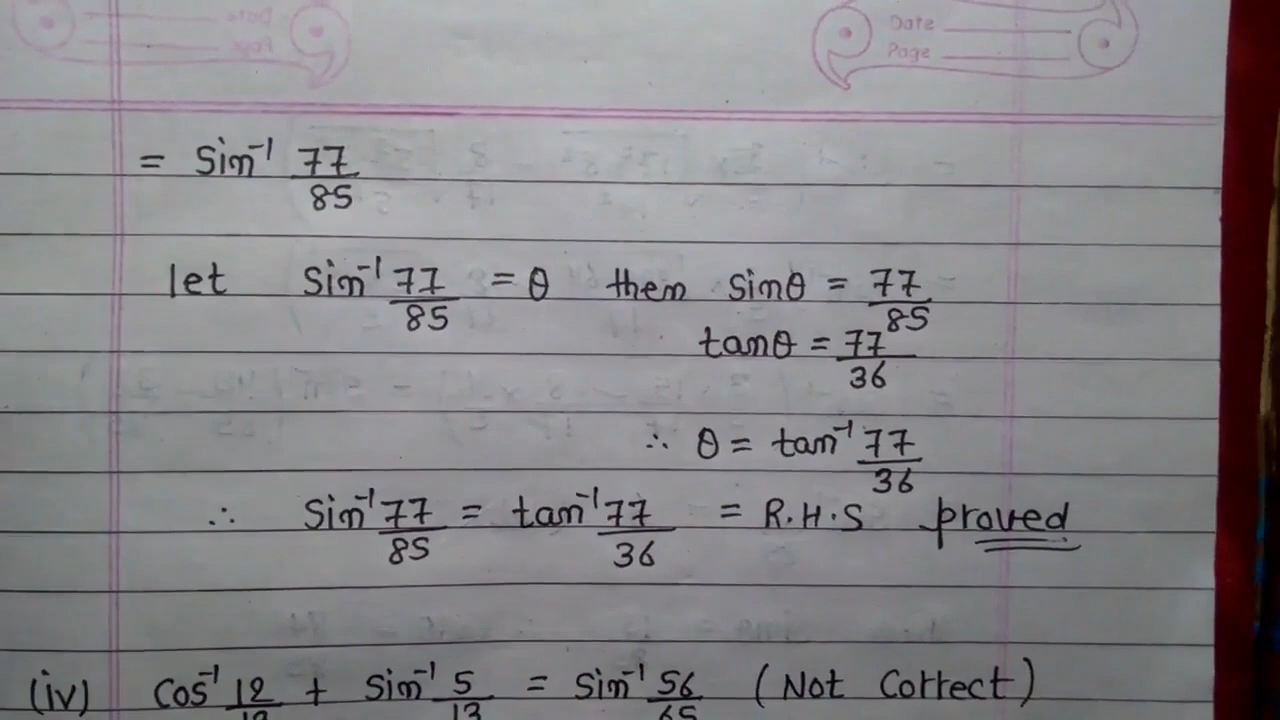 Date
Page
= Sin⁻¹ 77/85
let Sin⁻¹ 77/85 = θ then sinθ = 77/85
tanθ = 77/36
∴ θ = tan⁻¹ 77/36
∴ Sin⁻¹ 77/85 = tan⁻¹ 77/36 = R.H.S proved
(iv) Cos⁻¹ 12/13 + Sin⁻¹ 5/13 = Sin⁻¹ 56/65 (Not Correct)